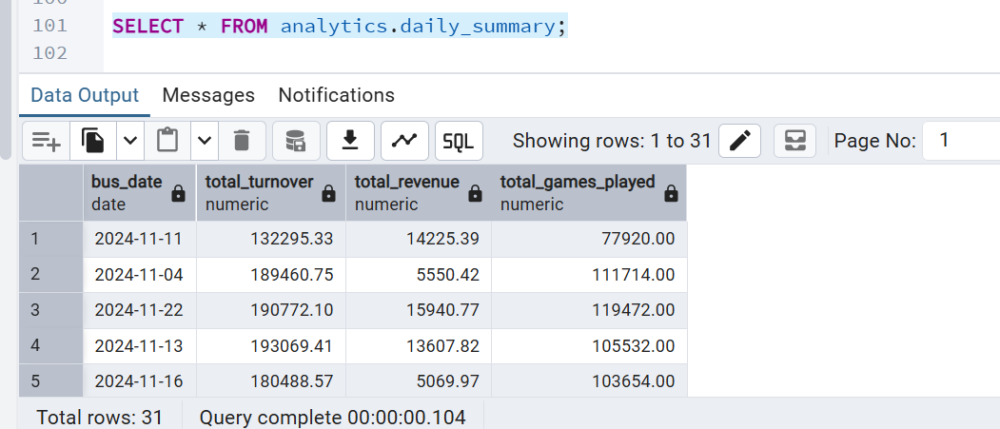 101 SELECT * FROM analytics.daily_summary;
102
Data Output Messages Notifications
SQL Showing rows: 1 to 31 Page No: 1
bus_date total_turnover total_revenue total_games_played
date numeric numeric numeric
1 2024-11-11 132295.33 14225.39 77920.00
2 2024-11-04 189460.75 5550.42 111714.00
3 2024-11-22 190772.10 15940.77 119472.00
4 2024-11-13 193069.41 13607.82 105532.00
5 2024-11-16 180488.57 5069.97 103654.00
Total rows: 31 Query complete 00:00:00.104